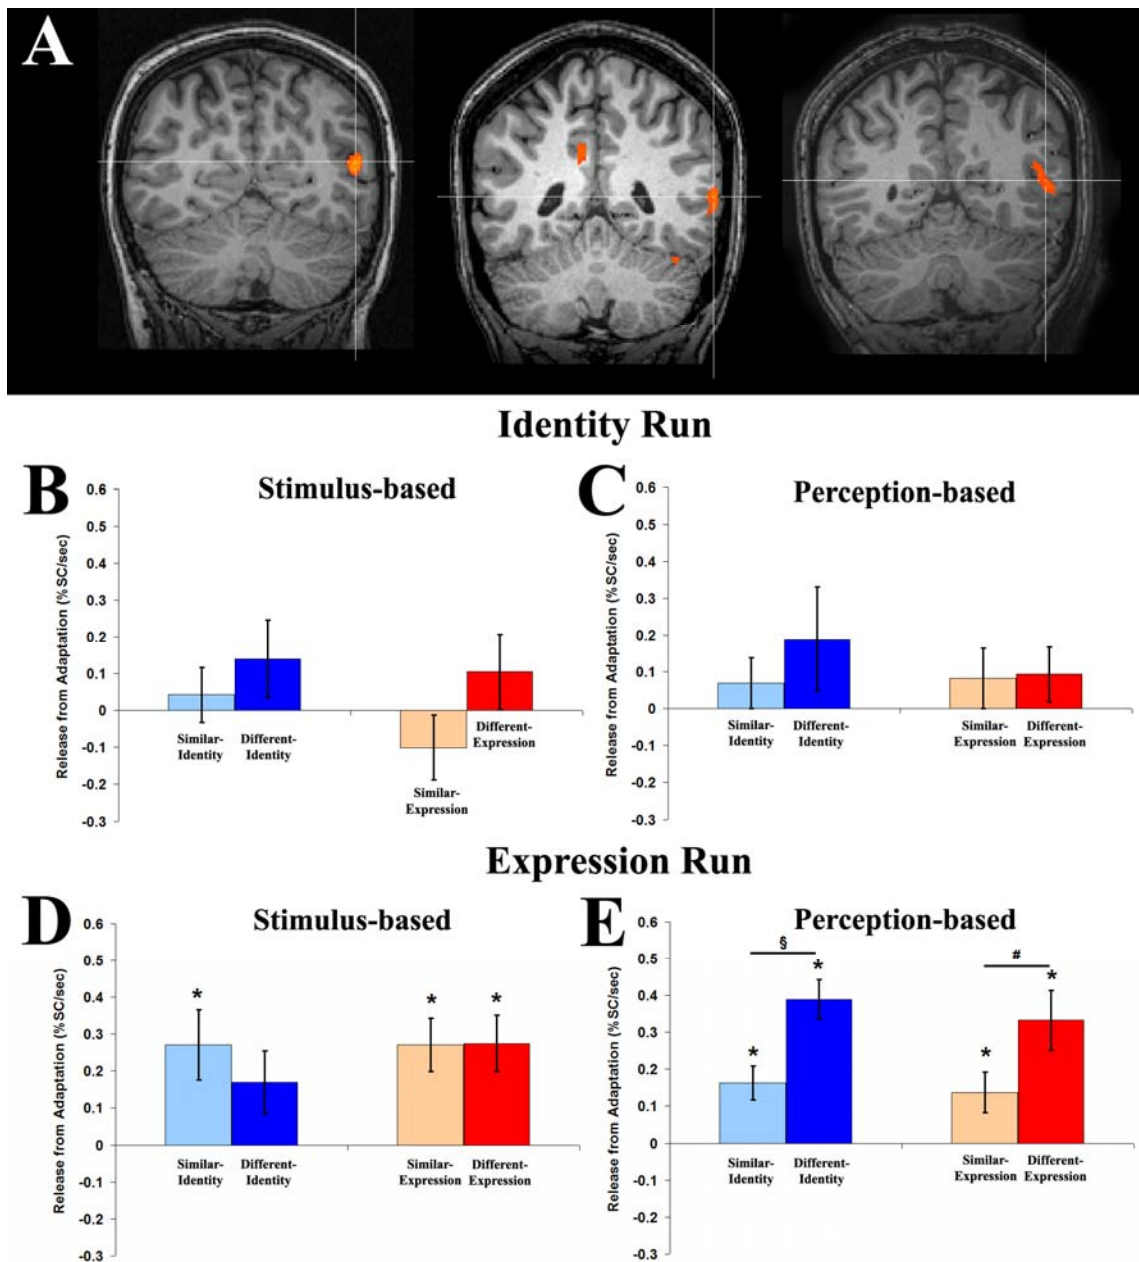 A
Identity Run
B
Stimulus-based
Release from Adaptation (%SC/sec)
0.6
0.5
0.4
0.3
0.2
0.1
0
-0.1
-0.2
-0.3
Similar-
Identity
Different-
Identity
Similar-
Expression
Different-
Expression
C
Perception-based
Release from Adaptation (%SC/sec)
0.6
0.5
0.4
0.3
0.2
0.1
0
-0.1
-0.2
-0.3
Similar-
Identity
Different-
Identity
Similar-
Expression
Different-
Expression
Expression Run
D
Stimulus-based
Release from Adaptation (%SC/sec)
0.6
0.5
0.4
0.3
0.2
0.1
0
-0.1
-0.2
-0.3
*
*
*
Similar-
Identity
Different-
Identity
Similar-
Expression
Different-
Expression
E
Perception-based
Release from Adaptation (%SC/sec)
0.6
0.5
0.4
0.3
0.2
0.1
0
-0.1
-0.2
-0.3
§
*
*
#
*
*
Similar-
Identity
Different-
Identity
Similar-
Expression
Different-
Expression